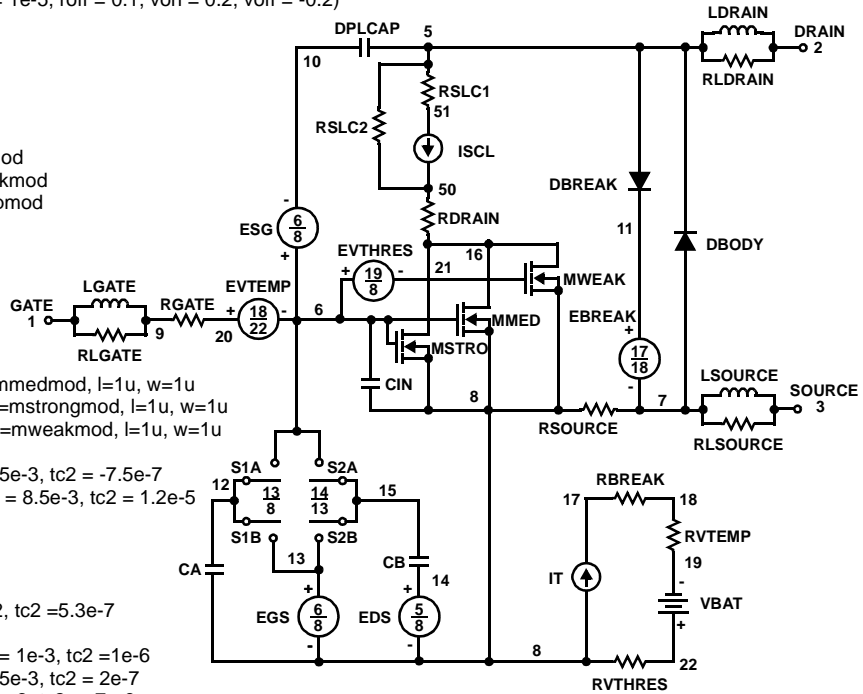 = 1e-5, roff = 0.1, von = 0.2, voff = -0.2)
LDRAIN
DPLCAP
5
DRAIN
2
10
RLDRAIN
RSLC1
51
RSLC2
ISCL
od
kmod
omod
50
DBREAK
RDRAIN
ESG
-
6
8
+
11
DBODY
EVTHRES
16
+
19
8
-
21
MWEAK
LGATE
EVTEMP
GATE
1
RGATE
+
18
22
-
6
MMED
EBREAK
+
9
20
MSTRO
17
18
-
RLGATE
CIN
LSOURCE
mmedmod, l=1u, w=1u
8
7
SOURCE
3
=mstrongmod, l=1u, w=1u
=mweakmod, l=1u, w=1u
RSOURCE
RLSOURCE
5e-3, tc2 = -7.5e-7
= 8.5e-3, tc2 = 1.2e-5
S1A
S2A
12
13
8
14
13
15
RBREAK
17
18
S1B
S2B
RVTEMP
13
CB
CA
19
14
IT
-
VBAT
+
2, tc2 =5.3e-7
+
+
EGS
6
8
EDS
5
8
-
-
= 1e-3, tc2 =1e-6
8
22
5e-3, tc2 = 2e-7
RVTHRES